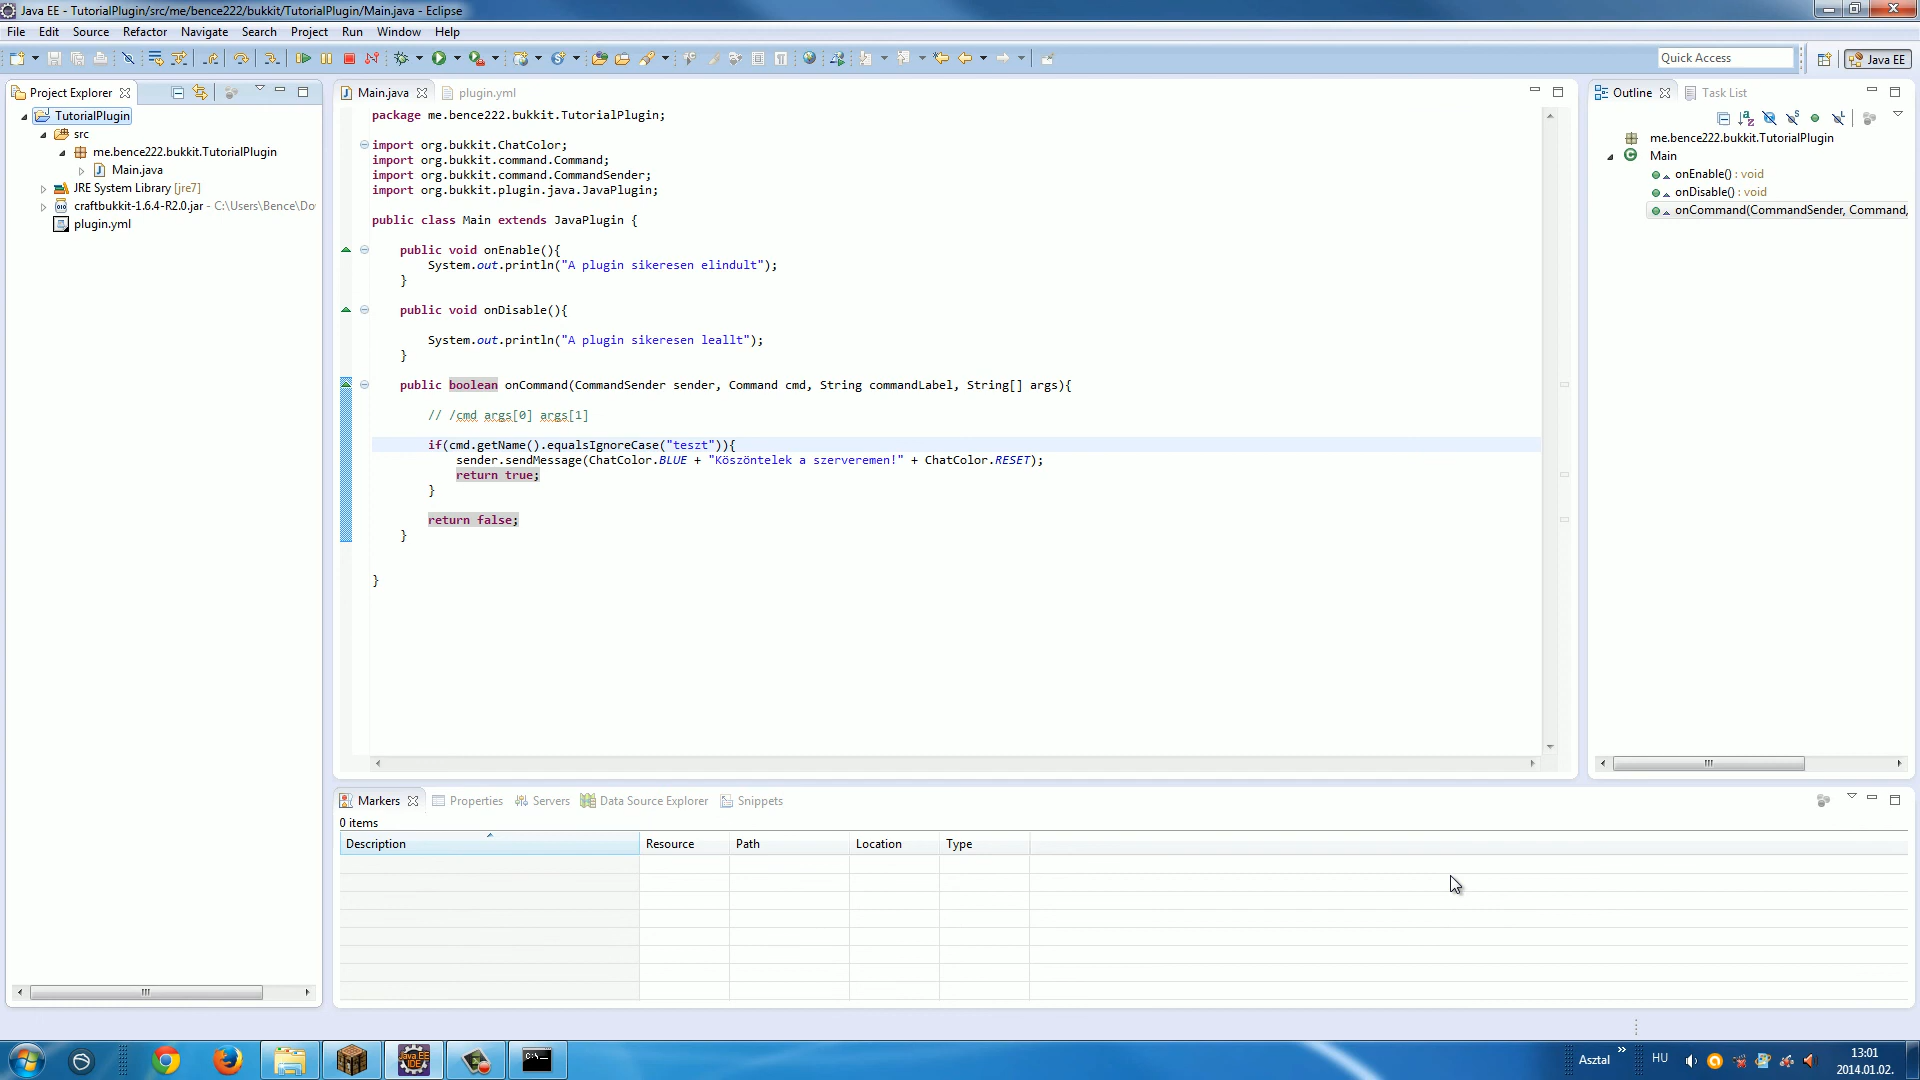 Java EE - TutorialPlugin/src/me/bence222/bukkit/TutorialPlugin/Main.java - Eclipse
File Edit Source Refactor Navigate Search Project Run Window Help
Quick Access
Java EE
Project Explorer
TutorialPlugin
src
me.bence222.bukkit.TutorialPlugin
Main.java
JRE System Library [jre7]
craftbukkit-1.6.4-R2.0.jar - C:\Users\Bence\Do
plugin.yml
Main.java plugin.yml
package me.bence222.bukkit.TutorialPlugin;
import org.bukkit.ChatColor;
import org.bukkit.command.Command;
import org.bukkit.command.CommandSender;
import org.bukkit.plugin.java.JavaPlugin;
public class Main extends JavaPlugin {
public void onEnable(){
System.out.println("A plugin sikeresen elindult");
}
public void onDisable(){
System.out.println("A plugin sikeresen leallt");
}
public boolean onCommand(CommandSender sender, Command cmd, String commandLabel, String[] args){
// /cmd args[0] args[1]
if(cmd.getName().equalsIgnoreCase("teszt")){
sender.sendMessage(ChatColor.BLUE + "Köszöntelek a szerveremen!" + ChatColor.RESET);
return true;
}
return false;
}
}
Outline Task List
me.bence222.bukkit.TutorialPlugin
Main
onEnable() : void
onDisable() : void
onCommand(CommandSender, Command,
Markers Properties Servers Data Source Explorer Snippets
0 items
Description Resource Path Location Type
Java EE
IDE
C:\.
Asztal
HU
13:01
2014.01.02.